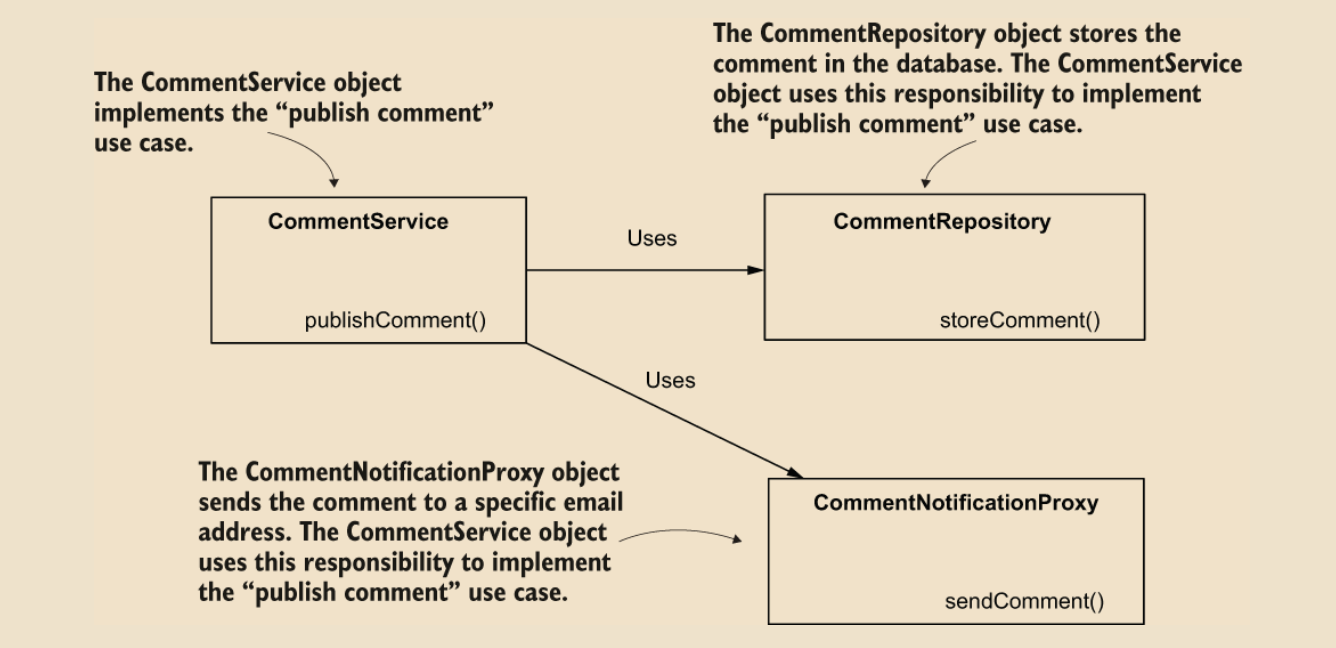 The CommentService object
implements the “publish comment”
use case.
The CommentRepository object stores the
comment in the database. The CommentService
object uses this responsibility to implement
the “publish comment” use case.
CommentService
publishComment()
Uses
CommentRepository
storeComment()
Uses
The CommentNotificationProxy object
sends the comment to a specific email
address. The CommentService object
uses this responsibility to implement
the “publish comment” use case.
CommentNotificationProxy
sendComment()